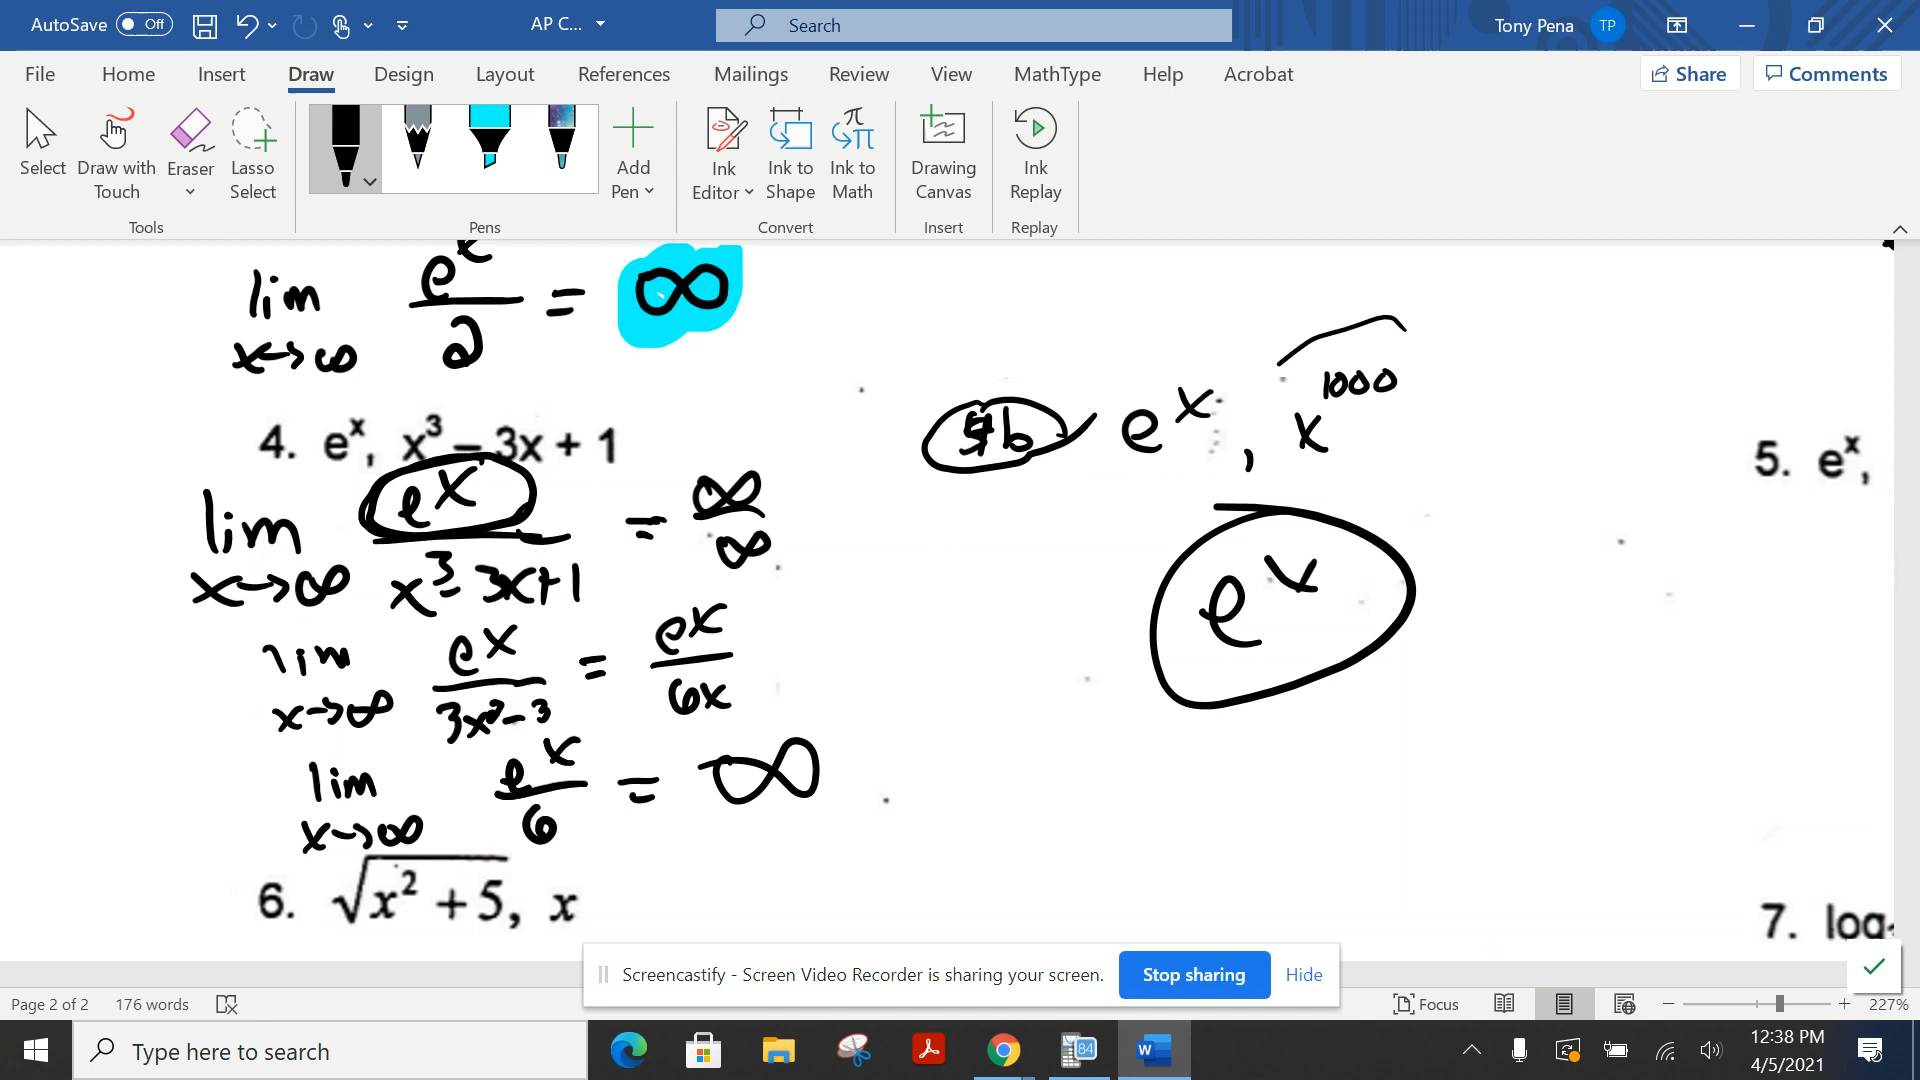 AutoSave Off AP C... Search Tony Pena TP
File Home Insert Draw Design Layout References Mailings Review View MathType Help Acrobat Share Comments
Select Draw with Touch Eraser Lasso Select Add Pen Ink Editor Ink to Shape Ink to Math Drawing Canvas Ink Replay
Tools Pens Convert Insert Replay
lim x→∞ e^x/2 = ∞
4. e^x, x^3 – 3x + 1
lim x→∞ e^x/(x^3 - 3x+1) = ∞/∞
lim x→∞ e^x/(3x^2-3) = e^x/6x
lim x→∞ e^x/6 = ∞
e^x, x^1000
e^x
5. e^x,
6. √(x^2 + 5), x
7. log
Screencastify - Screen Video Recorder is sharing your screen. Stop sharing Hide
Page 2 of 2 176 words Focus 227%
Type here to search 84 12:38 PM
4/5/2021